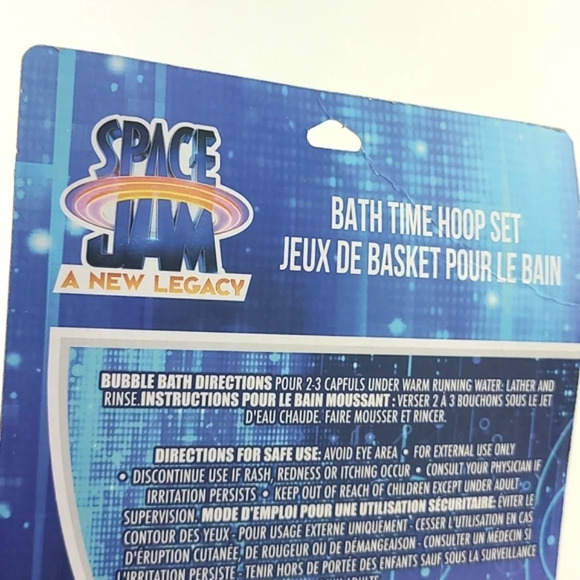 SPACE
JAM
A NEW LEGACY
BATH TIME HOOP SET
JEUX DE BASKET POUR LE BAIN
BUBBLE BATH DIRECTIONS POUR 2-3 CAPFULS UNDER WARM RUNNING WATER: LATHER AND
RINSE.INSTRUCTIONS POUR LE BAIN MOUSSANT : VERSER 2 À 3 BOUCHONS SOUS LE JET
D'EAU CHAUDE. FAIRE MOUSSER ET RINCER.
DIRECTIONS FOR SAFE USE: AVOID EYE AREA • FOR EXTERNAL USE ONLY
• DISCONTINUE USE IF RASH, REDNESS OR ITCHING OCCUR • CONSULT YOUR PHYSICIAN IF
IRRITATION PERSISTS • KEEP OUT OF REACH OF CHILDREN EXCEPT UNDER ADULT
SUPERVISION. MODE D'EMPLOI POUR UNE UTILISATION SÉCURITAIRE: ÉVITER LE
CONTOUR DES YEUX - POUR USAGE EXTERNE UNIQUEMENT - CESSER L'UTILISATION EN CAS
D'ÉRUPTION CUTANÉE, DE ROUGEUR OU DE DÉMANGEAISON - CONSULTER UN MÉDECIN SI
L'IRRITATION PERSISTE - TENIR HORS DE PORTÉE DES ENFANTS SAUF SOUS LA SURVEILLANCE